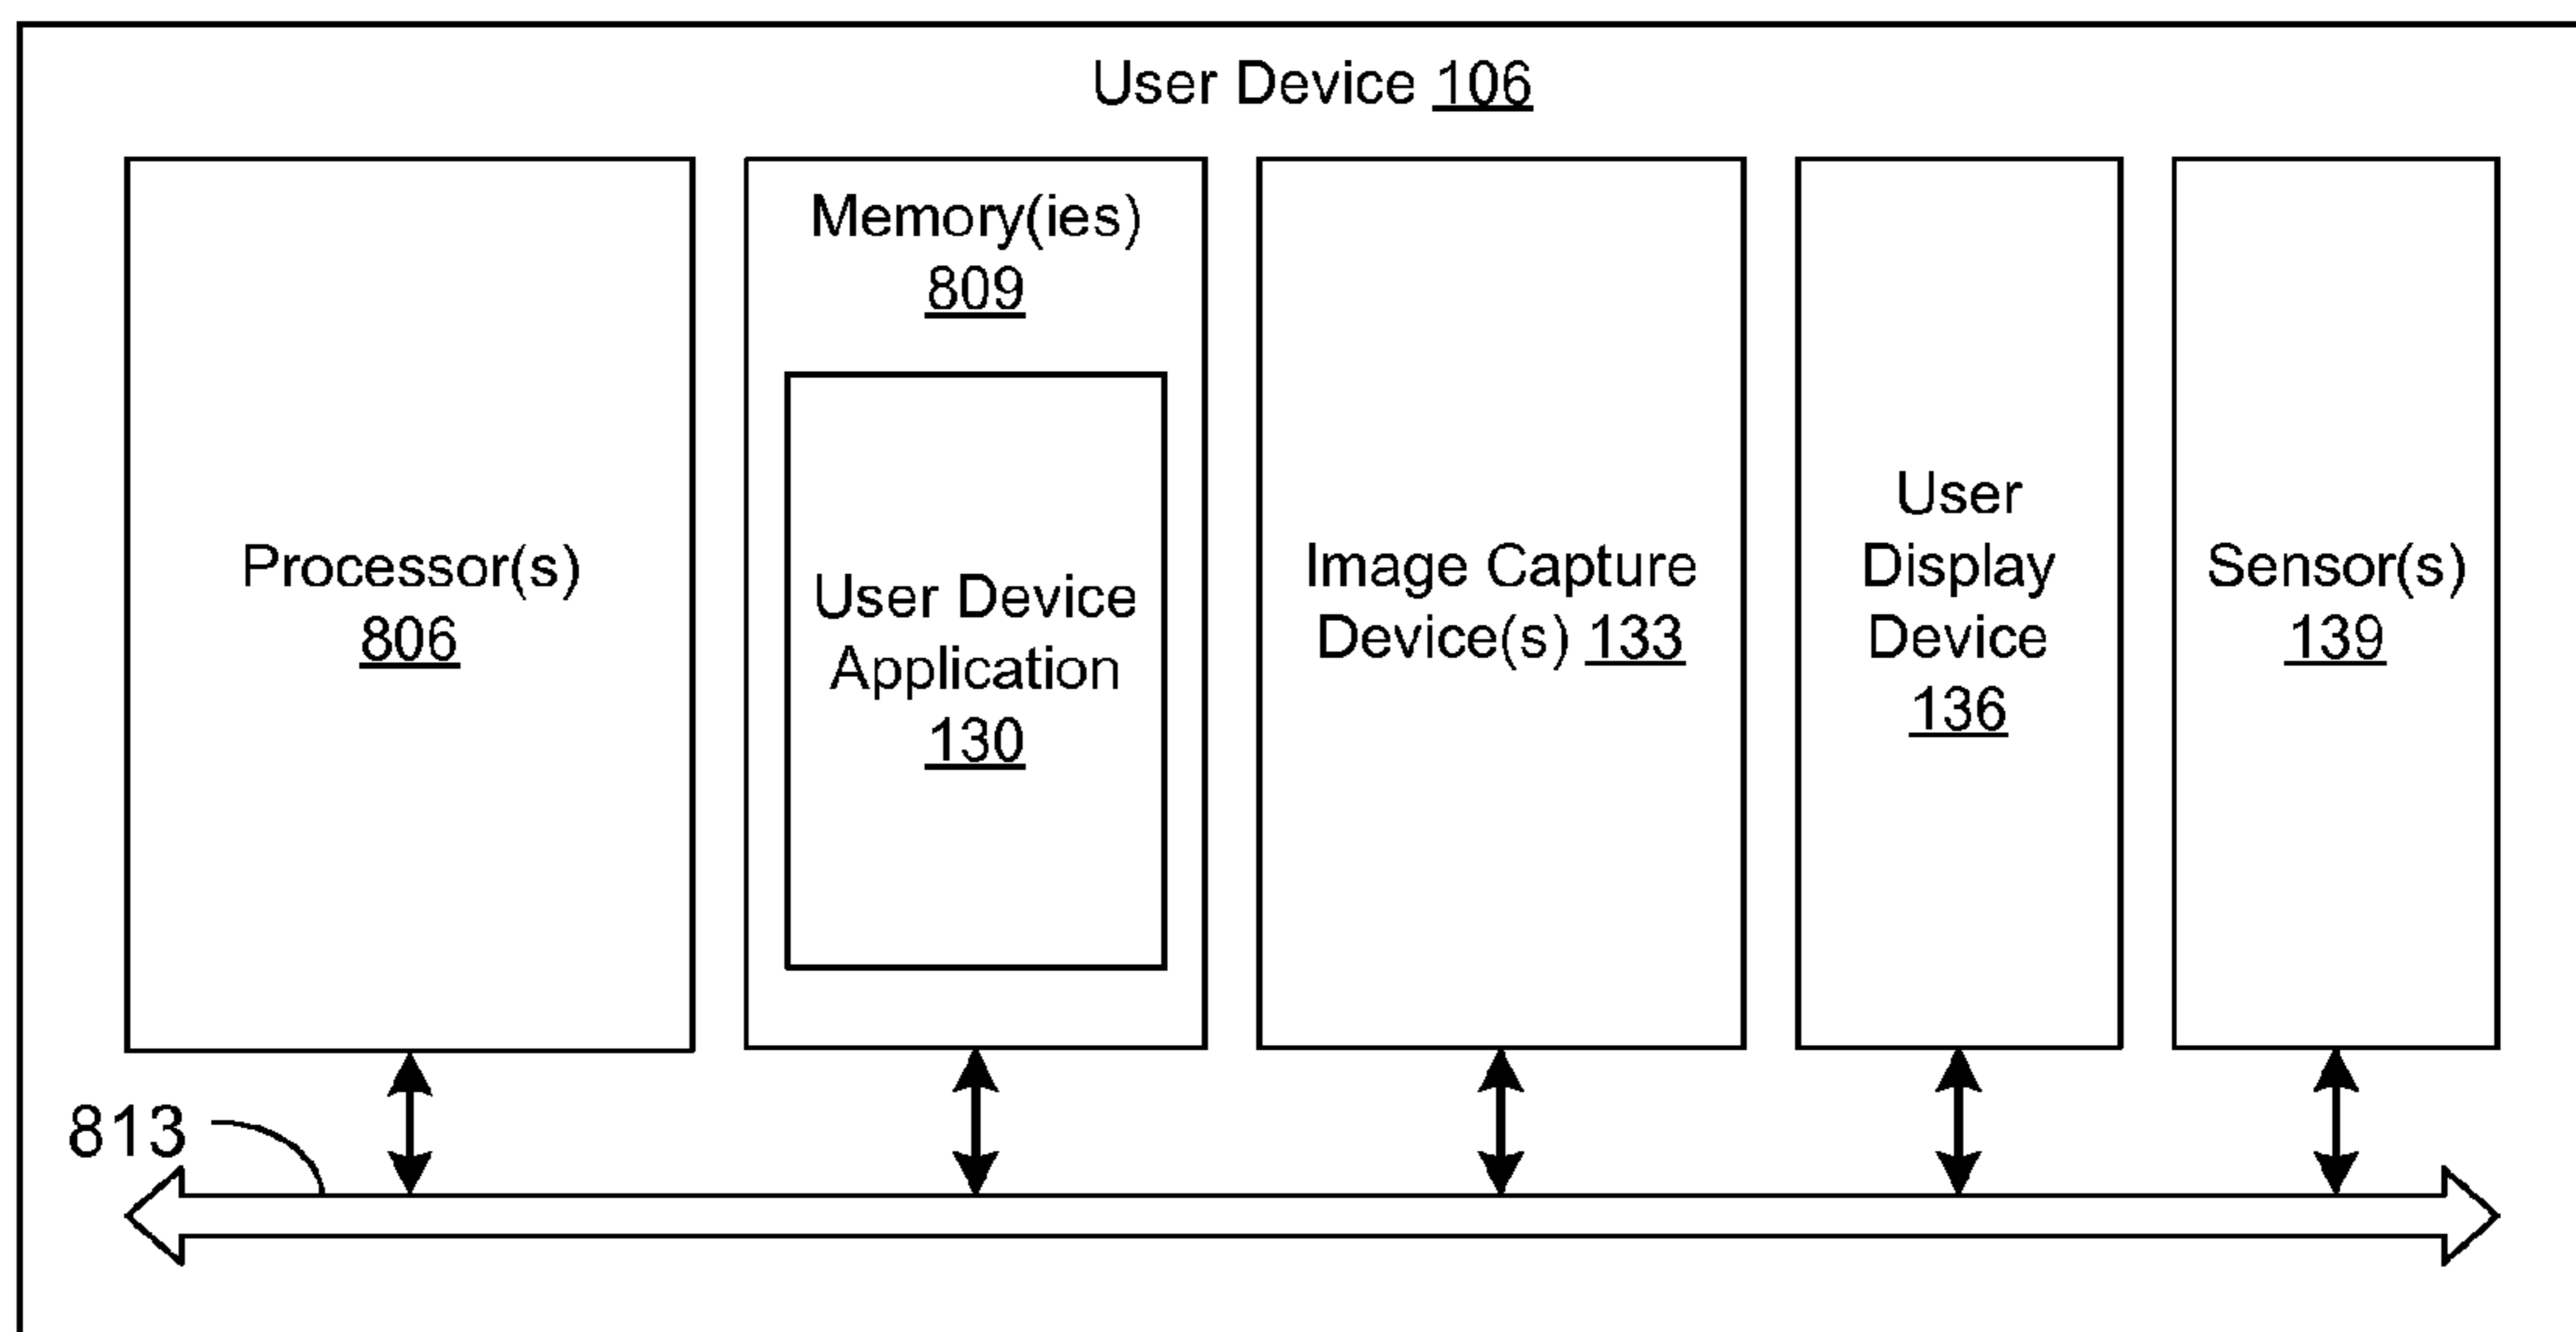 User Device 106
Processor(s)
806
Memory(ies)
809
User Device
Application
130
Image Capture
Device(s) 133
User
Display
Device
136
Sensor(s)
139
813